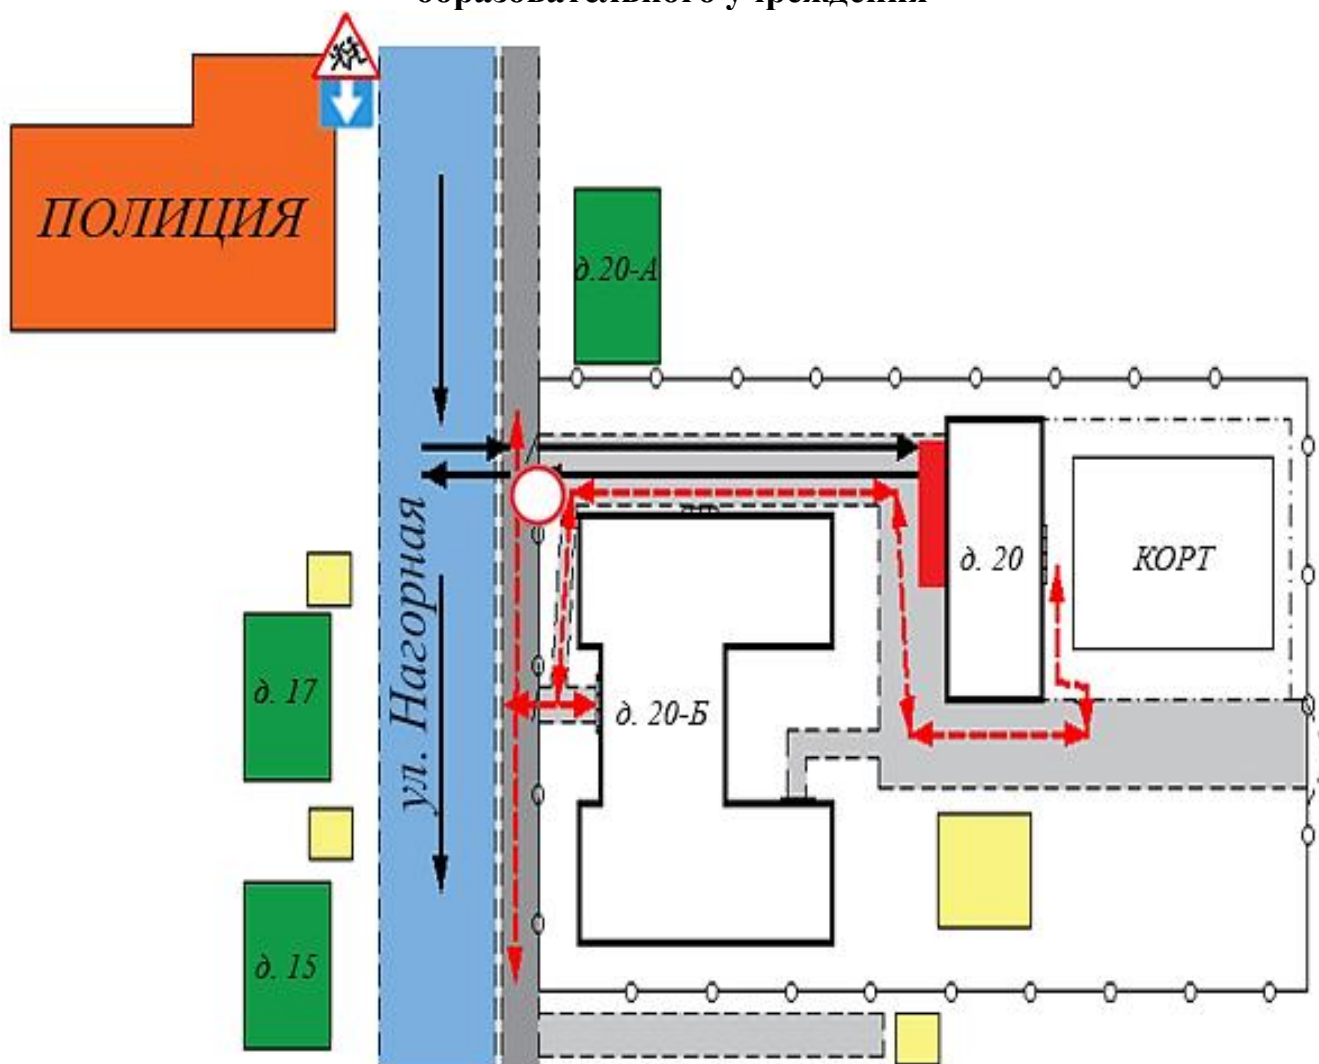 образовательного учреждения
ПОЛИЦИЯ
д.20-А
ул. Нагорная
д. 20
КОРТ
д. 17
д. 20-Б
д. 15